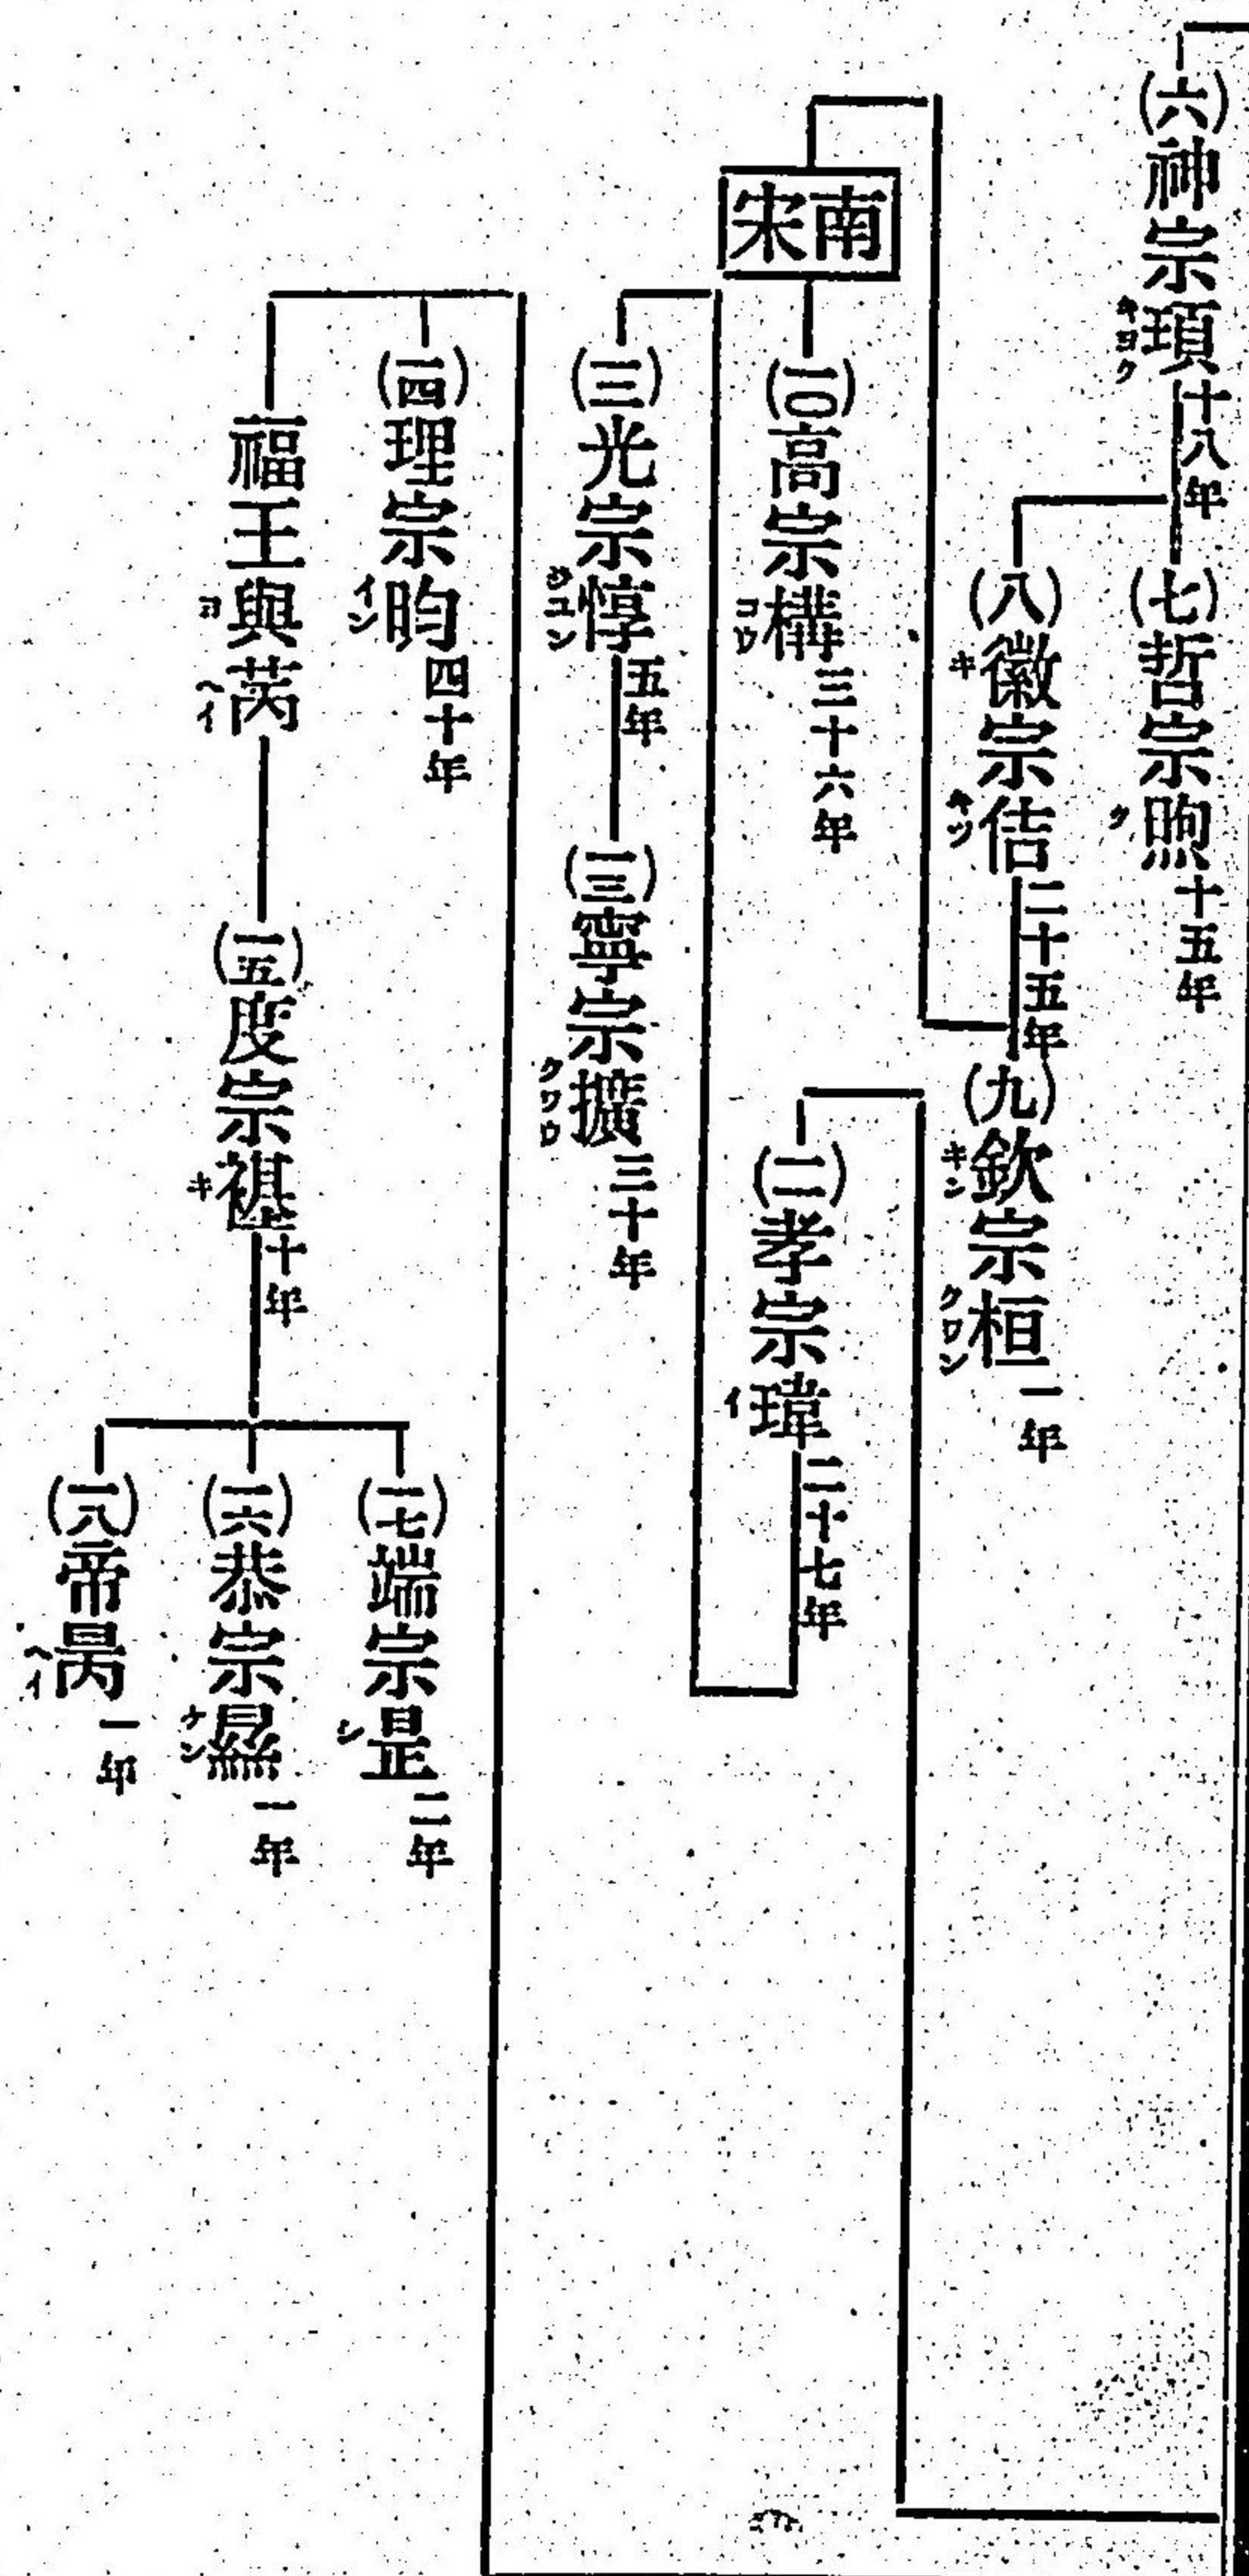 (六)神宗頊キヨク十八年
(七)哲宗煦ク十五年
(八)徽キ宗佶キツ二十五年
(九)欽キン宗桓クワン一年
南宋
(一〇)高宗構コウ三十六年
(一一)孝宗瑋イ二十七年
(一二)光宗惇ジユン五年
(一三)寧宗擴クワウ三十年
(一四)理宗昀イン四十年
福王與ヨ芮ヘイ
(一五)度宗禥キ十年
(一七)端宗昰シ二年
(一六)恭宗㬎ケン一年
(一八)帝昺ヘイ一年